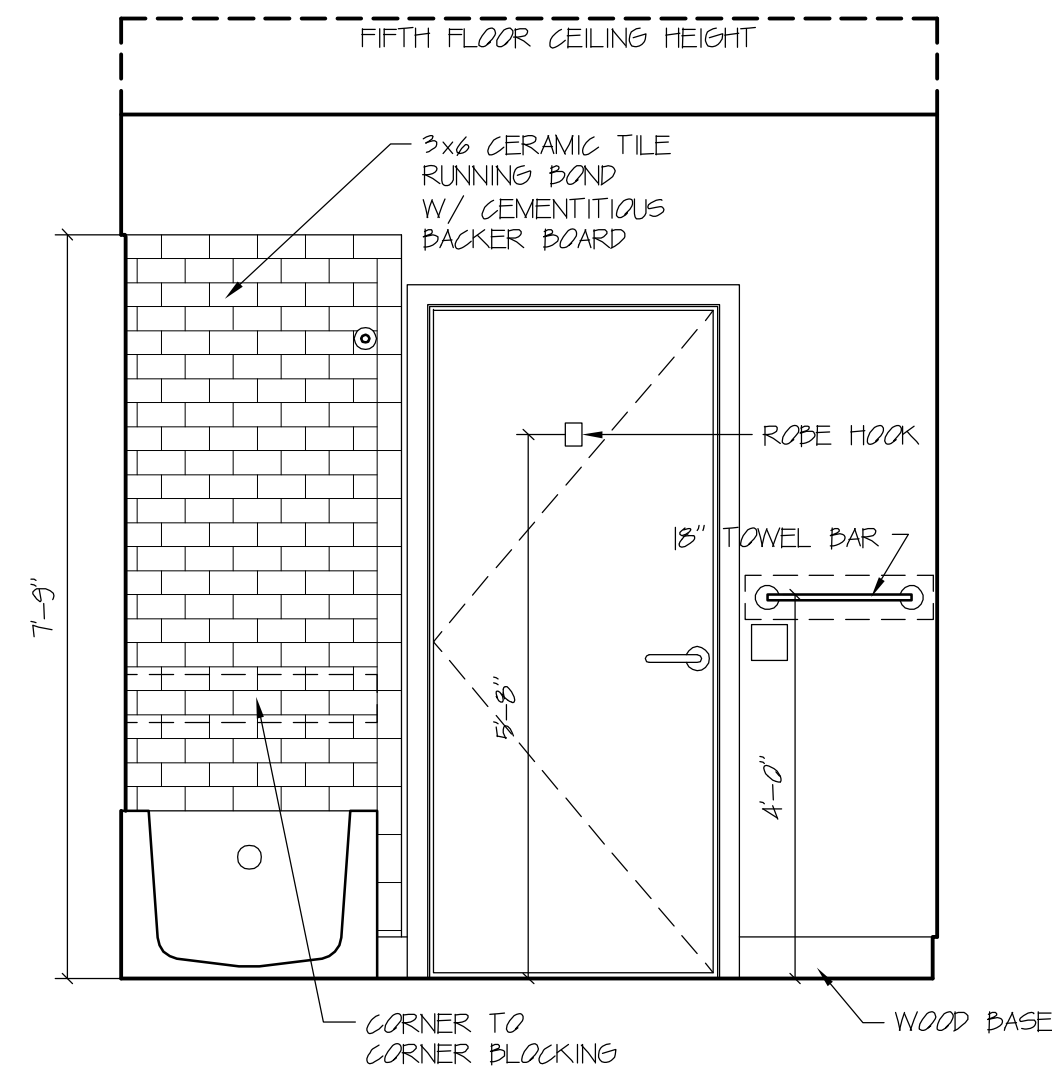 FIFTH FLOOR CEILING HEIGHT
3x6 CERAMIC TILE
RUNNING BOND
W/ CEMENTITIOUS
BACKER BOARD
ROBE HOOK
18" TOWEL BAR
7'-9"
5'-8"
4'-0"
CORNER TO
CORNER BLOCKING
WOOD BASE